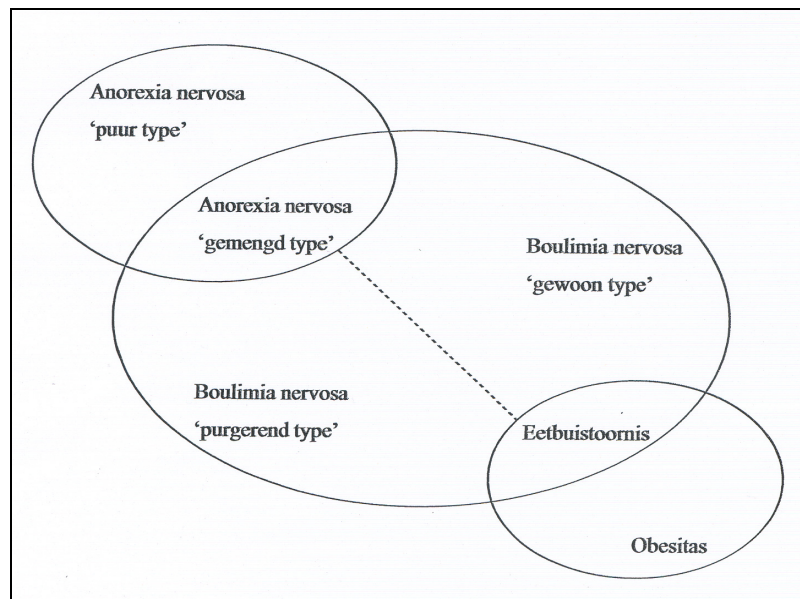 Anorexia nervosa
‘puur type’
Anorexia nervosa
‘gemengd type’
Boulimia nervosa
‘gewoon type’
Boulimia nervosa
‘purgerend type’
Eetbuistoornis
Obesitas